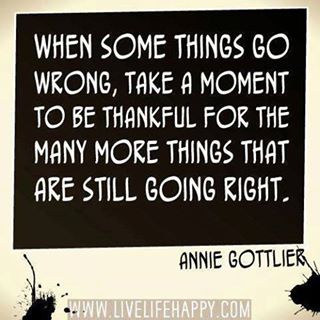 WHEN SOME THINGS GO
WRONG, TAKE A MOMENT
TO BE THANKFUL FOR THE
MANY MORE THINGS THAT
ARE STILL GOING RIGHT.
ANNIE GOTTLIER
WWW.LIVELIFEHAPPY.COM